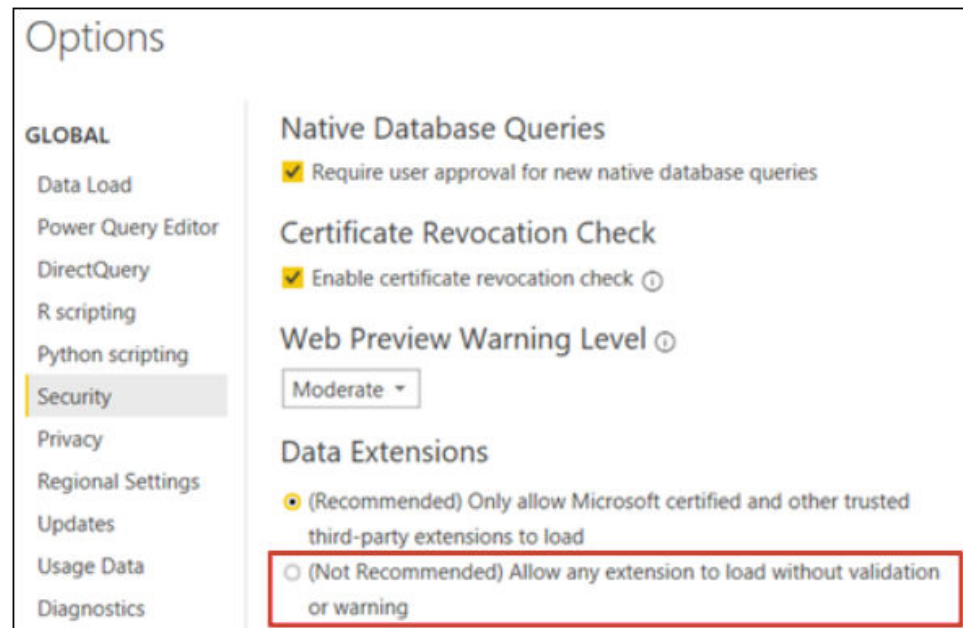 Options
GLOBAL
Data Load
Power Query Editor
DirectQuery
R scripting
Python scripting
Security
Privacy
Regional Settings
Updates
Usage Data
Diagnostics
Native Database Queries
Require user approval for new native database queries
Certificate Revocation Check
Enable certificate revocation check
Web Preview Warning Level
Moderate
Data Extensions
(Recommended) Only allow Microsoft certified and other trusted
third-party extensions to load
(Not Recommended) Allow any extension to load without validation
or warning